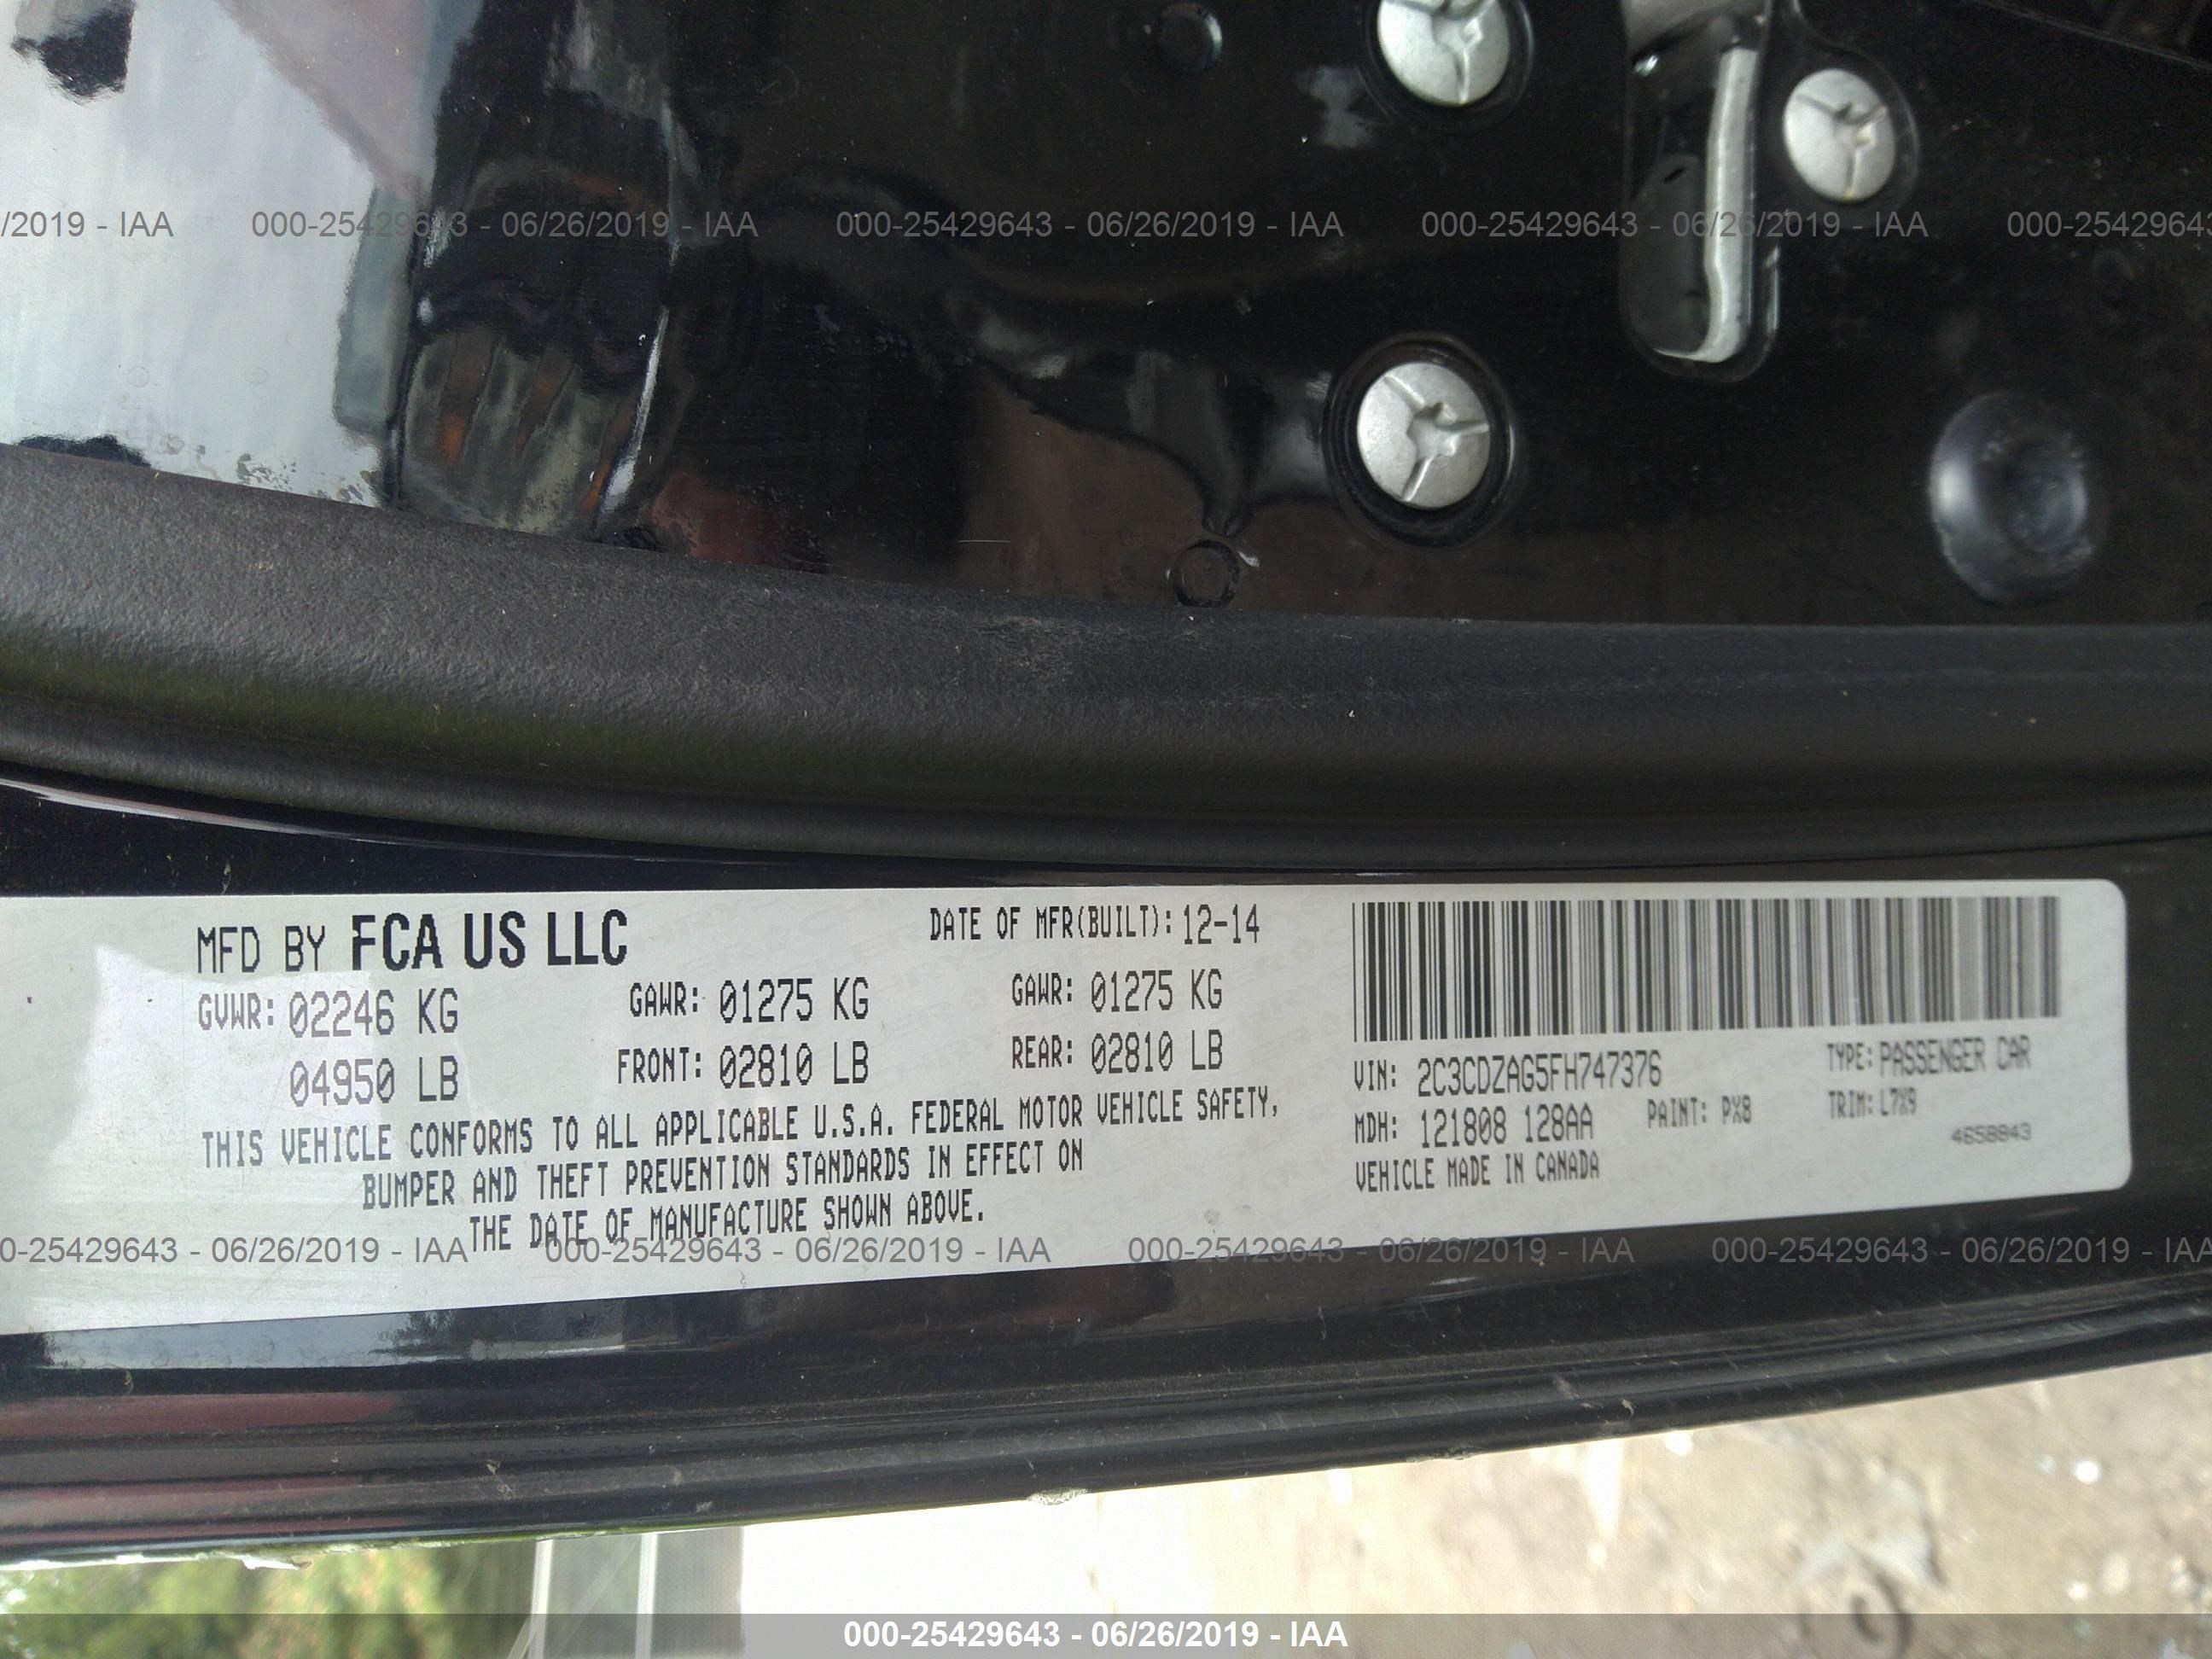 /2019 - IAA 000-25429643 - 06/26/2019 - IAA 000-25429643 - 06/26/2019 - IAA 000-25429643 - 06/26/2019 - IAA 000-25429643
MFD BY FCA US LLC
DATE OF MFR(BUILT): 12-14
GVWR: 02246 KG
04950 LB
GAWR: 01275 KG
FRONT: 02810 LB
GAWR: 01275 KG
REAR: 02810 LB
THIS VEHICLE CONFORMS TO ALL APPLICABLE U.S.A. FEDERAL MOTOR VEHICLE SAFETY,
BUMPER AND THEFT PREVENTION STANDARDS IN EFFECT ON
THE DATE OF MANUFACTURE SHOWN ABOVE.
VIN: 2C3CDZAG5FH747376
TYPE: PASSENGER CAR
MDH: 121808 128AA
PAINT: PX8
TRIM: L7X9
VEHICLE MADE IN CANADA
4658943
0-25429643 - 06/26/2019 - IAA 000-25429643 - 06/26/2019 - IAA 000-25429643 - 06/26/2019 - IAA 000-25429643 - 06/26/2019 - IAA
000-25429643 - 06/26/2019 - IAA